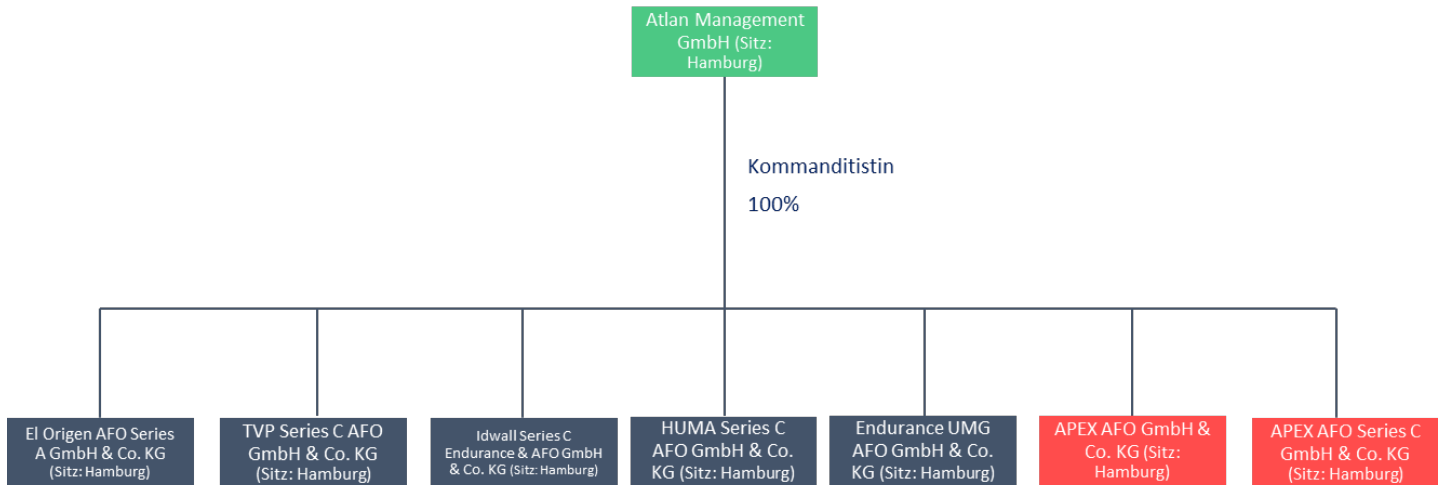 Atlan Management
GmbH (Sitz:
Hamburg)
Kommanditistin
100%
El Origen AFO Series
A GmbH & Co. KG
(Sitz: Hamburg)
TVP Series C AFO
GmbH & Co. KG
(Sitz: Hamburg)
Idwall Series C
Endurance & AFO GmbH
& Co. KG (Sitz: Hamburg)
HUMA Series C
AFO GmbH & Co.
KG (Sitz: Hamburg)
Endurance UMG
AFO GmbH & Co.
KG (Sitz: Hamburg)
APEX AFO GmbH &
Co. KG (Sitz:
Hamburg)
APEX AFO Series C
GmbH & Co. KG
(Sitz: Hamburg)